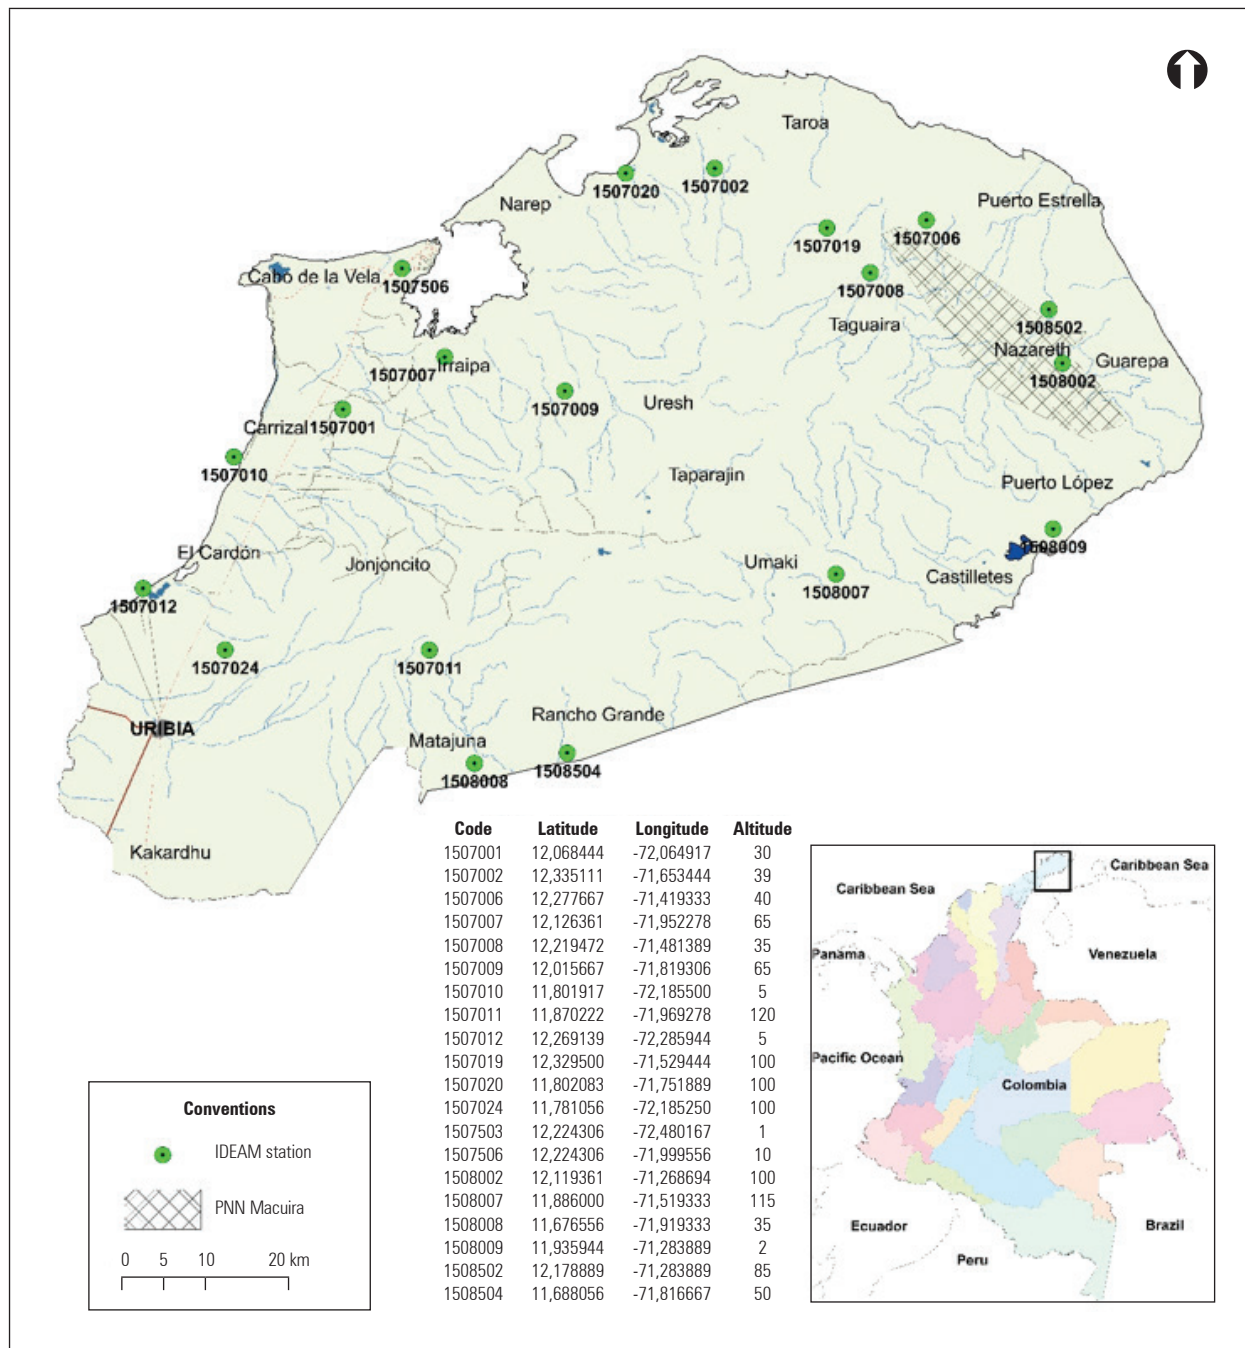 Taroa
1507020
1507002
Narep
Puerto Estrella
1507019
1507006
Cabo de la Vela
1507506
1507008
Taguaira
1508502
Nazareth
Guarepa
1507007
Irraipa
1508002
1507009
Uresh
Carrizal
1507001
1507010
Taparajin
Puerto López
1508009
El Cardón
Jonjoncito
Umaki
Castilletes
1508007
1507012
1507024
1507011
Rancho Grande
URIBIA
Matajuna
1508008
1508504
Kakardhu
Code Latitude Longitude Altitude
1507001 12,068444 -72,064917 30
1507002 12,335111 -71,653444 39
1507006 12,277667 -71,419333 40
1507007 12,126361 -71,952278 65
1507008 12,219472 -71,481389 35
1507009 12,015667 -71,819306 65
1507010 11,801917 -72,185500 5
1507011 11,870222 -71,969278 120
1507012 12,269139 -72,285944 5
1507019 12,329500 -71,529444 100
1507020 11,802083 -71,751889 100
1507024 11,781056 -72,185250 100
1507503 12,224306 -72,480167 1
1507506 12,224306 -71,999556 10
1508002 12,119361 -71,268694 100
1508007 11,886000 -71,519333 115
1508008 11,676556 -71,919333 35
1508009 11,935944 -71,283889 2
1508502 12,178889 -71,283889 85
1508504 11,688056 -71,816667 50
Conventions
IDEAM station
PNN Macuira
0 5 10 20 km
Caribbean Sea
Caribbean Sea
Panama
Venezuela
Pacific Ocean
Colombia
Ecuador
Brazil
Peru